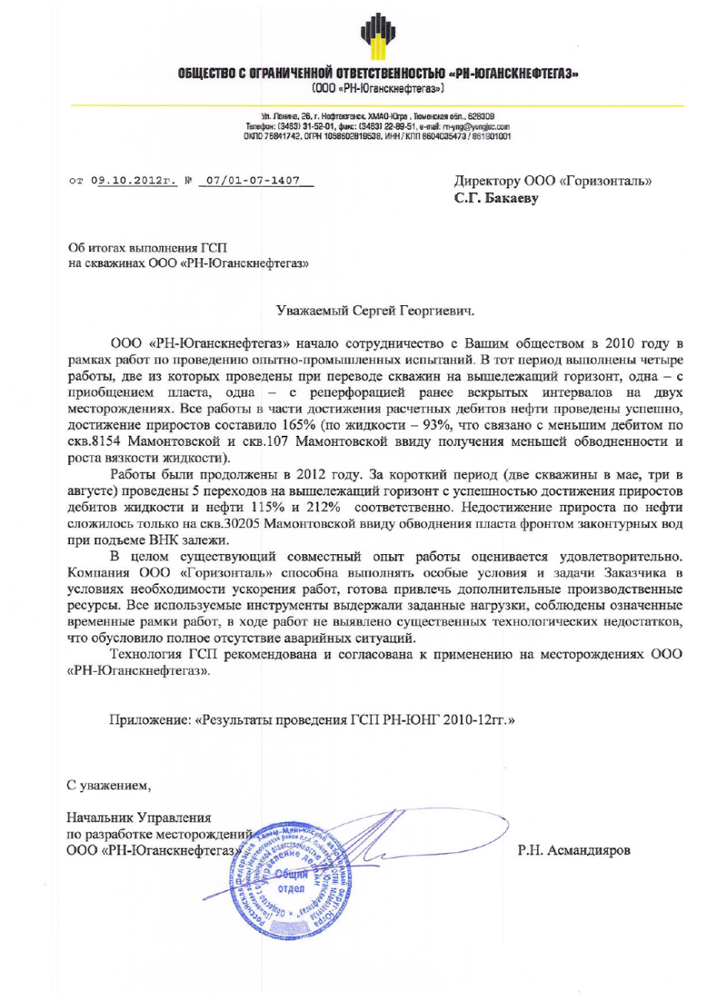 ОБЩЕСТВО С ОГРАНИЧЕННОЙ ОТВЕТСТВЕННОСТЬЮ «РН-ЮГАНСКНЕФТЕГАЗ»
(ООО «РН-Юганскнефтегаз»)
Ул. Ленина, 26, г. Нефтеюганск, ХМАО-Югра , Тюменская обл., 628309
Телефон: (3463) 31-52-01, факс: (3463) 22-89-51, e-mail: rn-yng@yungjsc.com
ОКПО 76841742, ОГРН 1058602819538, ИНН / КПП 8604035473 / 861901001
от 09.10.2012г. № 07/01-07-1407
Директору ООО «Горизонталь»
С.Г. Бакаеву
Об итогах выполнения ГСП
на скважинах ООО «РН-Юганскнефтегаз»
Уважаемый Сергей Георгиевич.
ООО «РН-Юганскнефтегаз» начало сотрудничество с Вашим обществом в 2010 году в
рамках работ по проведению опытно-промышленных испытаний. В тот период выполнены четыре
работы, две из которых проведены при переводе скважин на вышележащий горизонт, одна – с
приобщением пласта, одна – с реперфорацией ранее вскрытых интервалов на двух
месторождениях. Все работы в части достижения расчетных дебитов нефти проведены успешно,
достижение приростов составило 165% (по жидкости – 93%, что связано с меньшим дебитом по
скв.8154 Мамонтовской и скв.107 Мамонтовской ввиду получения меньшей обводненности и
роста вязкости жидкости).
Работы были продолжены в 2012 году. За короткий период (две скважины в мае, три в
августе) проведены 5 переходов на вышележащий горизонт с успешностью достижения приростов
дебитов жидкости и нефти 115% и 212% соответственно. Недостижение прироста по нефти
сложилось только на скв.30205 Мамонтовской ввиду обводнения пласта фронтом законтурных вод
при подъеме ВНК залежи.
В целом существующий совместный опыт работы оценивается удовлетворительно.
Компания ООО «Горизонталь» способна выполнять особые условия и задачи Заказчика в
условиях необходимости ускорения работ, готова привлечь дополнительные производственные
ресурсы. Все используемые инструменты выдержали заданные нагрузки, соблюдены означенные
временные рамки работ, в ходе работ не выявлено существенных технологических недостатков,
что обусловило полное отсутствие аварийных ситуаций.
Технология ГСП рекомендована и согласована к применению на месторождениях ООО
«РН-Юганскнефтегаз».
Приложение: «Результаты проведения ГСП РН-ЮНГ 2010-12гг.»
С уважением,
Начальник Управления
по разработке месторождений
ООО «РН-Юганскнефтегаз»
Р.Н. Асмандияров
Российская Федерация Ханты-Мансийский автономный округ-Югра
Управление делами
Общий
отдел